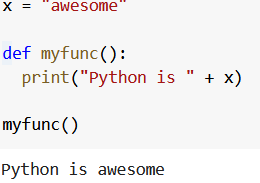 x = "awesome"
def myfunc():
  print("Python is " + x)
myfunc()
Python is awesome